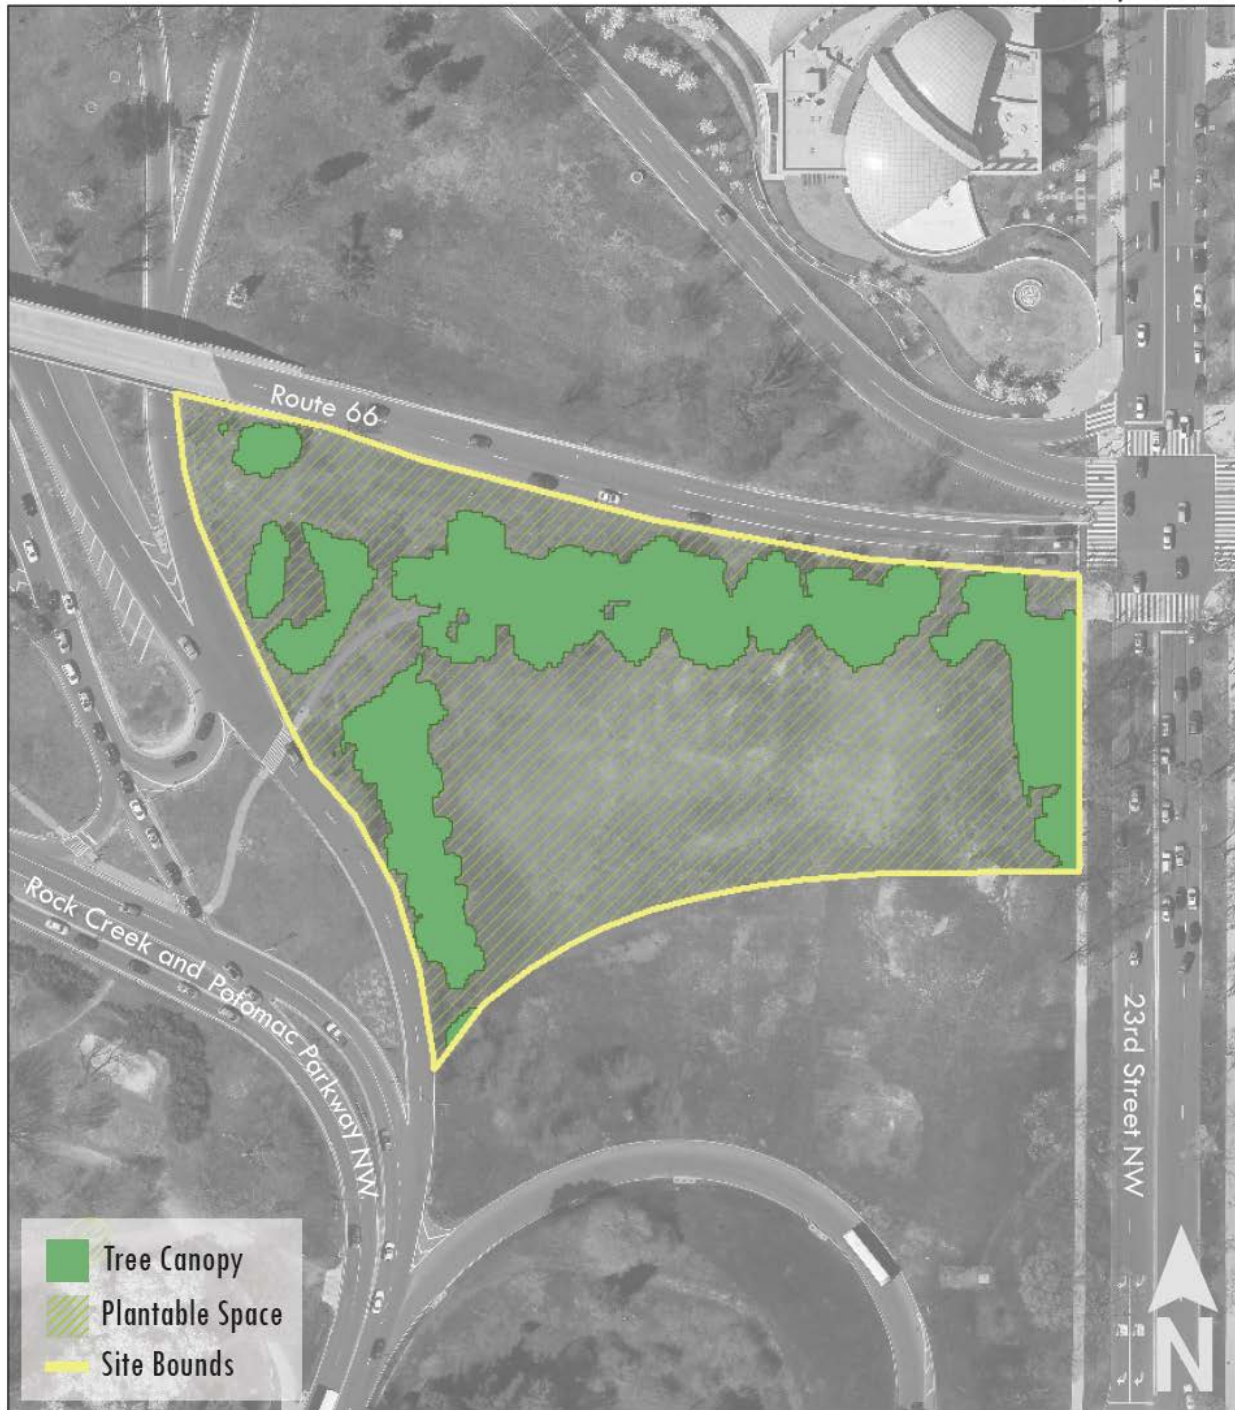 Route 66
Rock Creek and Potomac Parkway NW
23rd Street NW
Tree Canopy
Plantable Space
Site Bounds
N